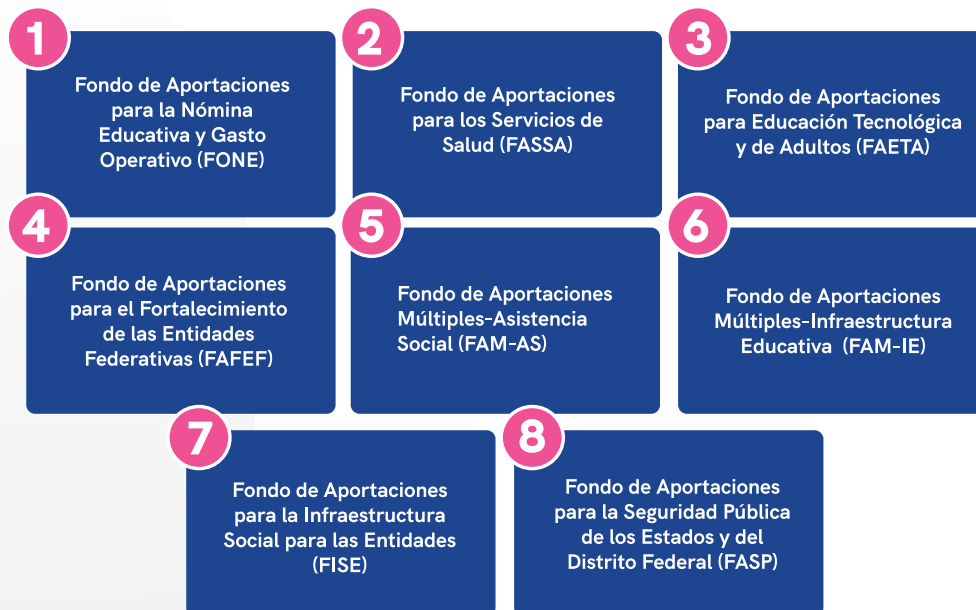 1
Fondo de Aportaciones
para la Nómina
Educativa y Gasto
Operativo (FONE)
2
Fondo de Aportaciones
para los Servicios de
Salud (FASSA)
3
Fondo de Aportaciones
para Educación Tecnológica
y de Adultos (FAETA)
4
Fondo de Aportaciones
para el Fortalecimiento
de las Entidades
Federativas (FAFEF)
5
Fondo de Aportaciones
Múltiples-Asistencia
Social (FAM-AS)
6
Fondo de Aportaciones
Múltiples-Infraestructura
Educativa (FAM-IE)
7
Fondo de Aportaciones
para la Infraestructura
Social para las Entidades
(FISE)
8
Fondo de Aportaciones
para la Seguridad Pública
de los Estados y del
Distrito Federal (FASP)